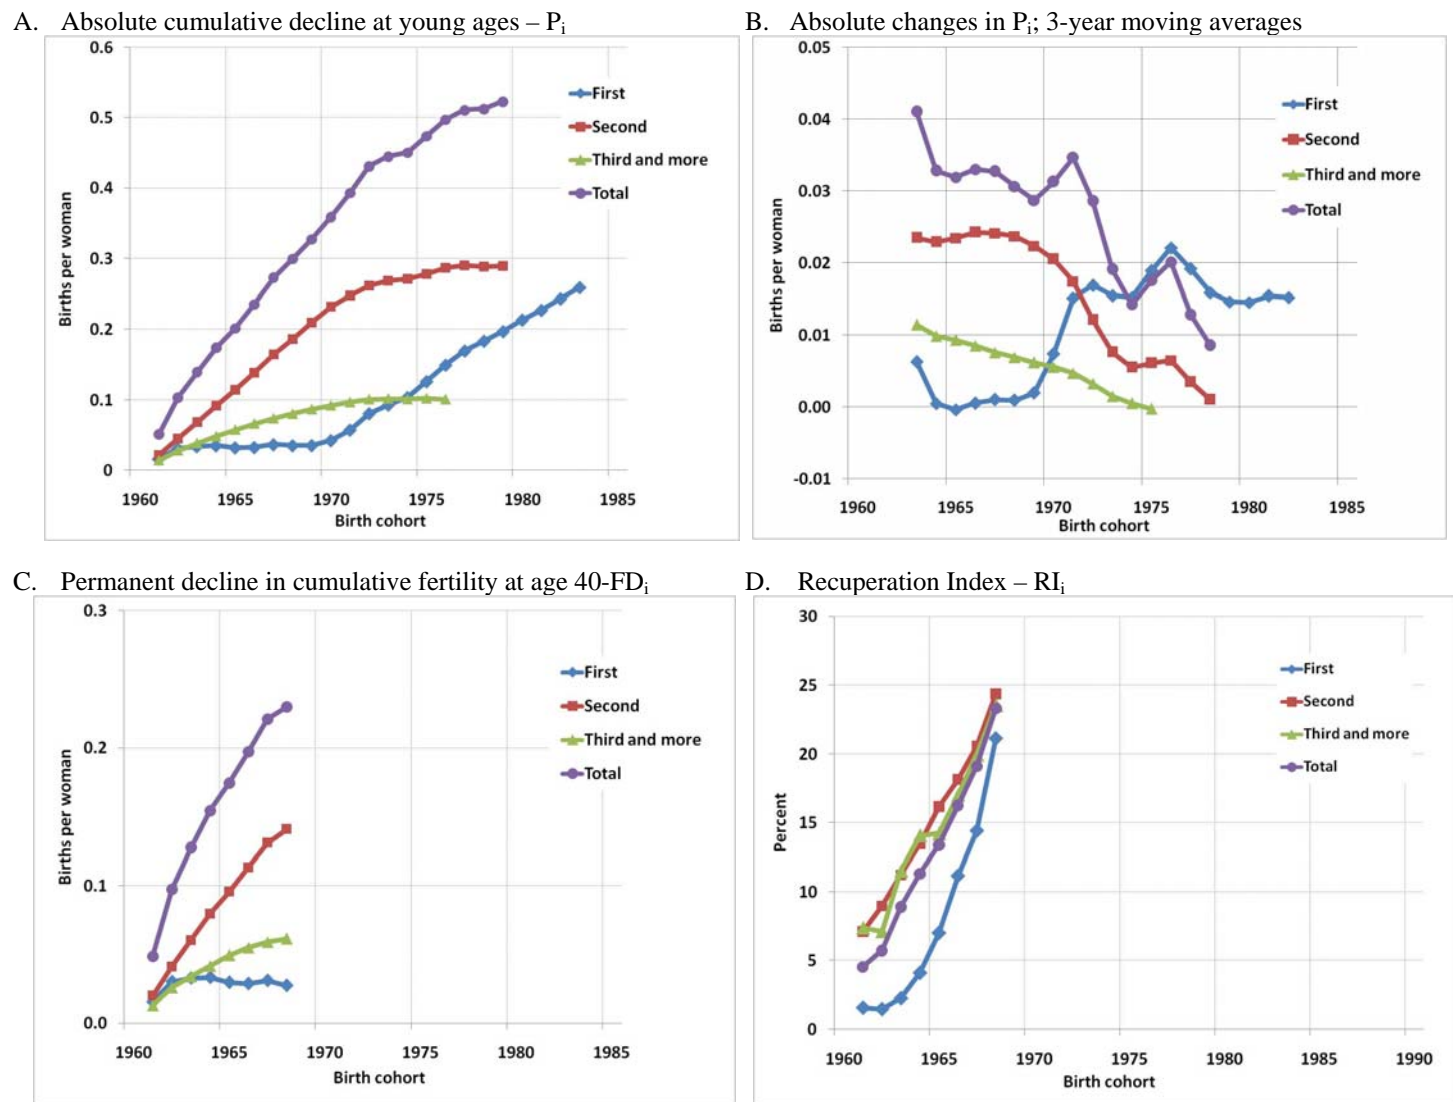 A. Absolute cumulative decline at young ages – Pi
0.6
0.5
0.4
0.3
0.2
0.1
0
Births per woman
First
Second
Third and more
Total
1960 1965 1970 1975 1980 1985
Birth cohort
B. Absolute changes in Pi; 3-year moving averages
0.05
0.04
0.03
0.02
0.01
0.00
-0.01
Births per woman
First
Second
Third and more
Total
1960 1965 1970 1975 1980 1985
Birth cohort
C. Permanent decline in cumulative fertility at age 40-FDi
0.3
0.2
0.1
0.0
Births per woman
First
Second
Third and more
Total
1960 1965 1970 1975 1980 1985
Birth cohort
D. Recuperation Index – RIi
30
25
20
15
10
5
0
Percent
First
Second
Third and more
Total
1960 1965 1970 1975 1980 1985 1990
Birth cohort